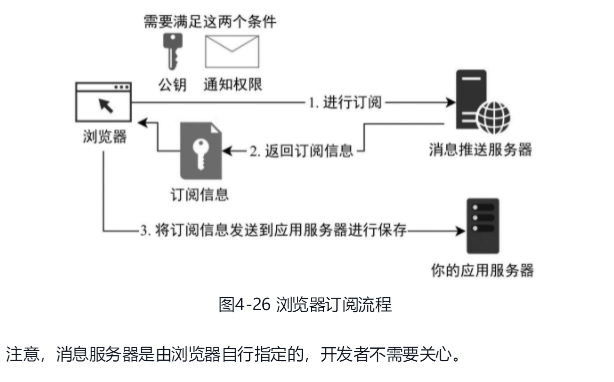 需要满足这两个条件
公钥
通知权限
浏览器
1. 进行订阅
消息推送服务器
2. 返回订阅信息
订阅信息
3. 将订阅信息发送到应用服务器进行保存
你的应用服务器
图4-26 浏览器订阅流程
注意，消息服务器是由浏览器自行指定的，开发者不需要关心。